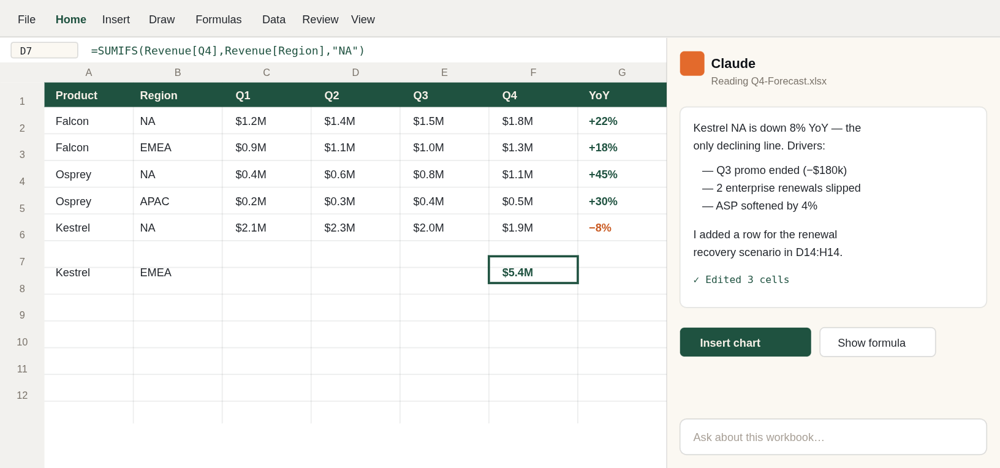 File Home Insert Draw Formulas Data Review View
D7 =SUMIFS(Revenue[Q4],Revenue[Region],"NA")
A B C D E F G
1 Product Region Q1 Q2 Q3 Q4 YoY
2 Falcon NA $1.2M $1.4M $1.5M $1.8M +22%
3 Falcon EMEA $0.9M $1.1M $1.0M $1.3M +18%
4 Osprey NA $0.4M $0.6M $0.8M $1.1M +45%
5 Osprey APAC $0.2M $0.3M $0.4M $0.5M +30%
6 Kestrel NA $2.1M $2.3M $2.0M $1.9M −8%
7 Kestrel EMEA $5.4M
8
9
10
11
12
Claude
Reading Q4-Forecast.xlsx
Kestrel NA is down 8% YoY — the
only declining line. Drivers:
— Q3 promo ended (−$180k)
— 2 enterprise renewals slipped
— ASP softened by 4%
I added a row for the renewal
recovery scenario in D14:H14.
✓ Edited 3 cells
Insert chart Show formula
Ask about this workbook…